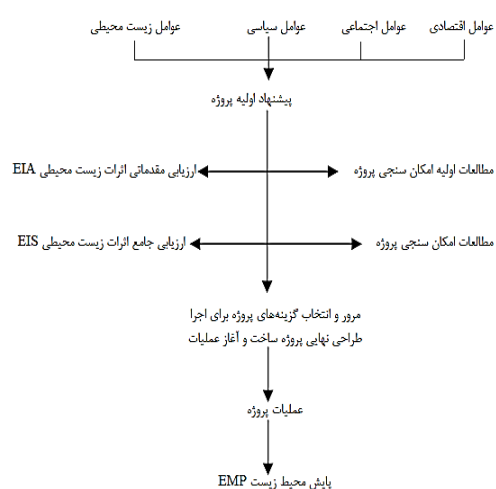 عوامل اقتصادی
عوامل اجتماعی
عوامل سیاسی
عوامل زیست محیطی
پیشنهاد اولیه پروژه
مطالعات اولیه امکان سنجی پروژه
ارزیابی مقدماتی اثرات زیست محیطی EIA
مطالعات امکان سنجی پروژه
ارزیابی جامع اثرات زیست محیطی EIS
مرور و انتخاب گزینه‌های پروژه برای اجرا
طراحی نهایی پروژه ساخت و آغاز عملیات
عملیات پروژه
پایش محیط زیست EMP